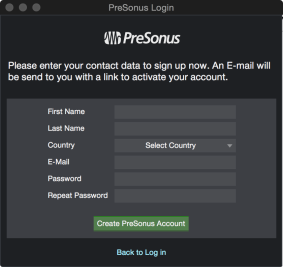 PreSonus Login
PreSonus
Please enter your contact data to sign up now. An E-mail will
be send to you with a link to activate your account.
First Name
Last Name
Country Select Country
E-Mail
Password
Repeat Password
Create PreSonus Account
Back to Log in